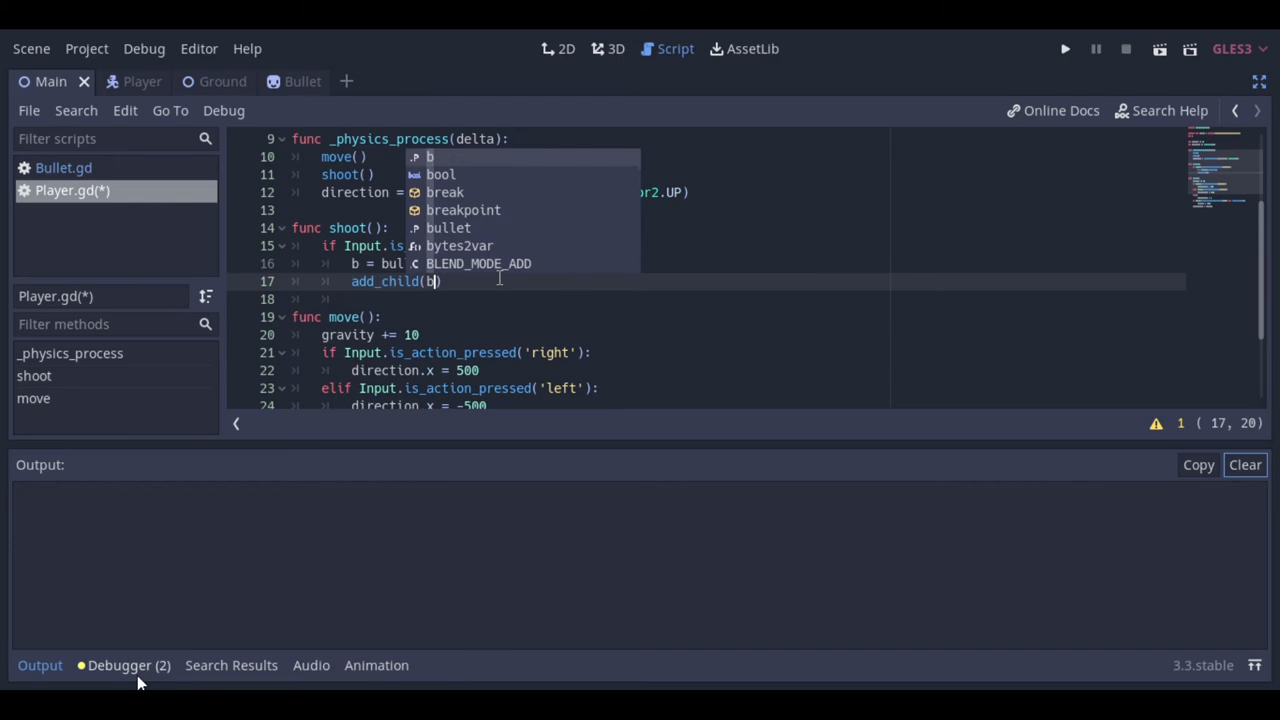 Scene Project Debug Editor Help 2D 3D Script AssetLib GLES3
Main Player Ground Bullet
File Search Edit Go To Debug Online Docs Search Help
Filter scripts
Bullet.gd
Player.gd(*)
Player.gd(*)
Filter methods
_physics_process
shoot
move
9 func _physics_process(delta):
10 move()
11 shoot()
12 direction = or2.UP)
13
14 func shoot():
15 if Input.is_
16 b = bul
17 add_child(b)
18
19 func move():
20 gravity += 10
21 if Input.is_action_pressed('right'):
22 direction.x = 500
23 elif Input.is_action_pressed('left'):
24 direction.x = -500
b
bool
break
breakpoint
bullet
bytes2var
BLEND_MODE_ADD
1 ( 17, 20)
Output: Copy Clear
Output Debugger (2) Search Results Audio Animation 3.3.stable